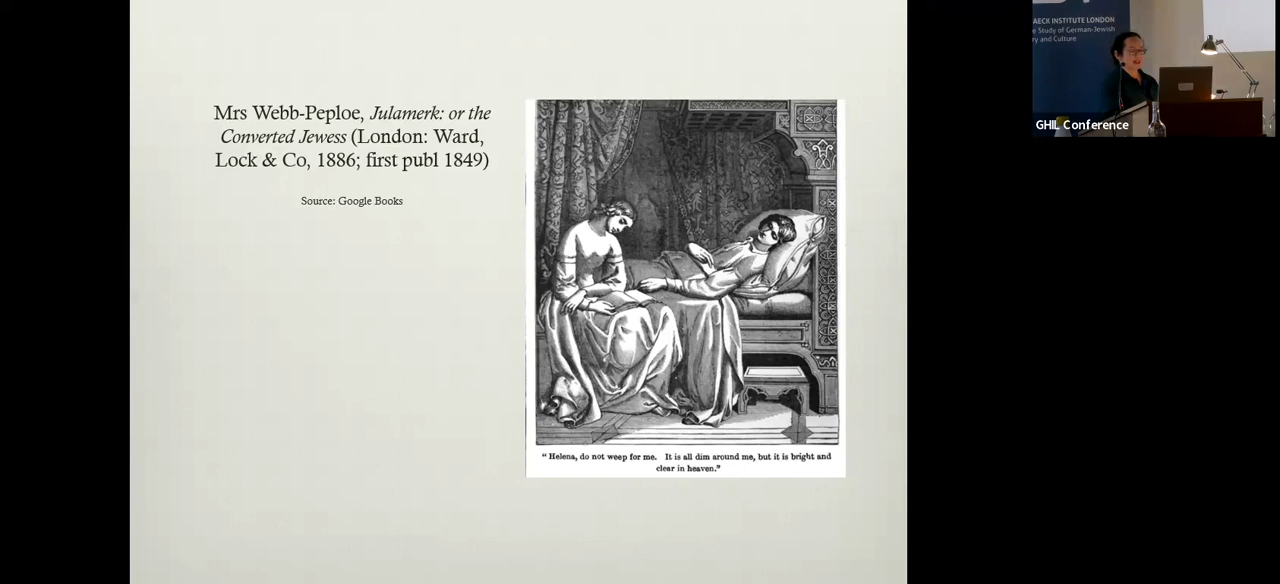 Mrs Webb-Peploe, Julamerk: or the
Converted Jewess (London: Ward,
Lock & Co, 1886; first publ 1849)
Source: Google Books
“ Helena, do not weep for me. It is all dim around me, but it is bright and
clear in heaven.”
AECK INSTITUTE LONDON
e Study of German-Jewish
ry and Culture
GHIL Conference